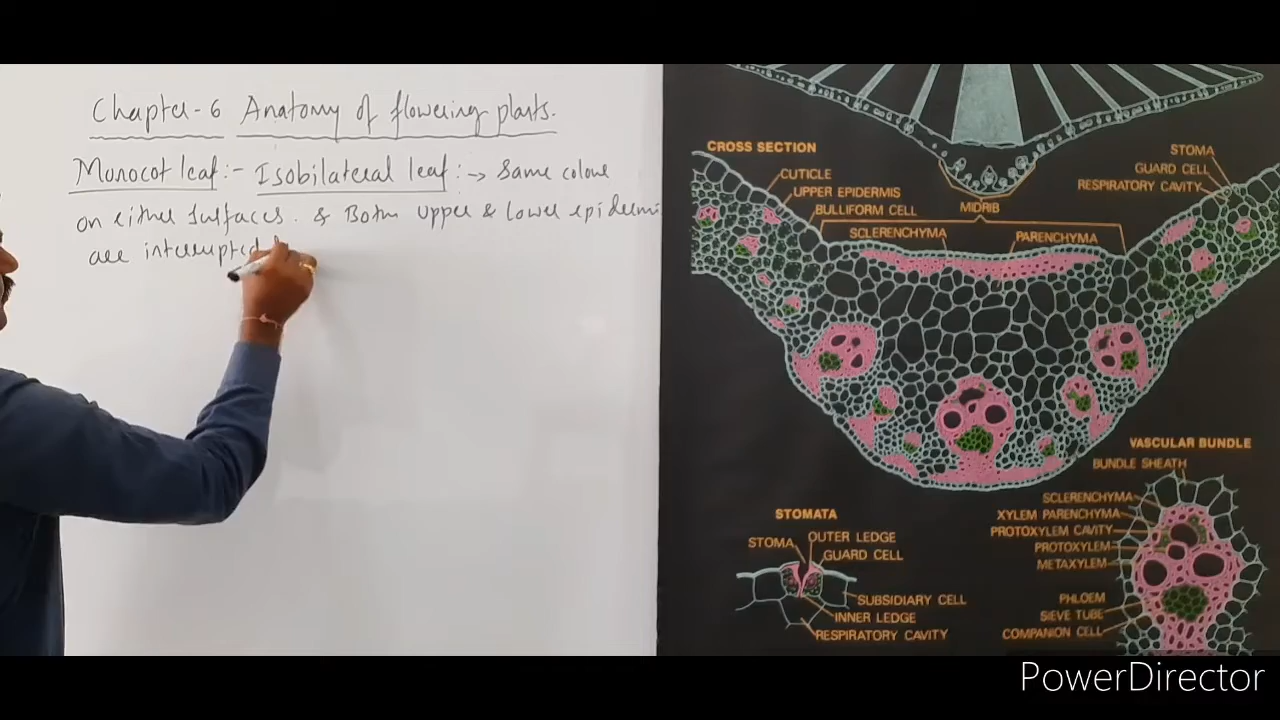 Chapter-6 Anatomy of flowering plants.
Monocot leaf:- Isobilateral leaf:-> Same colour
on either surfaces. & Both upper & lower epidermi
are interrupted
CROSS SECTION
CUTICLE
UPPER EPIDERMIS
BULLIFORM CELL
SCLERENCHYMA
MIDRIB
PARENCHYMA
STOMA
GUARD CELL
RESPIRATORY CAVITY
STOMATA
STOMA
OUTER LEDGE
GUARD CELL
SUBSIDIARY CELL
INNER LEDGE
RESPIRATORY CAVITY
VASCULAR BUNDLE
BUNDLE SHEATH
SCLERENCHYMA
XYLEM PARENCHYMA
PROTOXYLEM CAVITY
PROTOXYLEM
METAXYLEM
PHLOEM
SIEVE TUBE
COMPANION CELL
PowerDirector